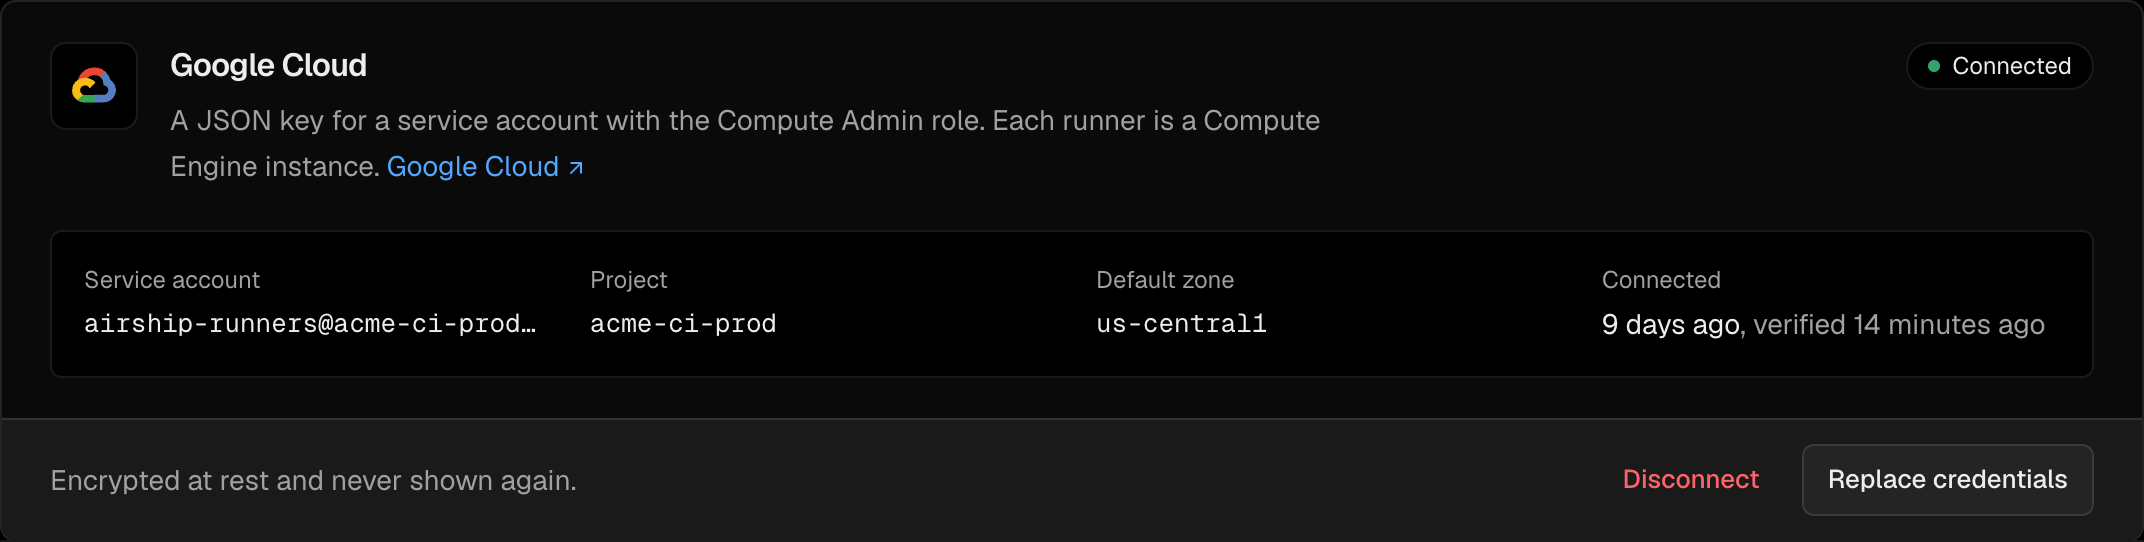 Google Cloud
Connected
A JSON key for a service account with the Compute Admin role. Each runner is a Compute
Engine instance. Google Cloud ↗
Service account
airship-runners@acme-ci-prod…
Project
acme-ci-prod
Default zone
us-central1
Connected
9 days ago, verified 14 minutes ago
Encrypted at rest and never shown again.
Disconnect
Replace credentials